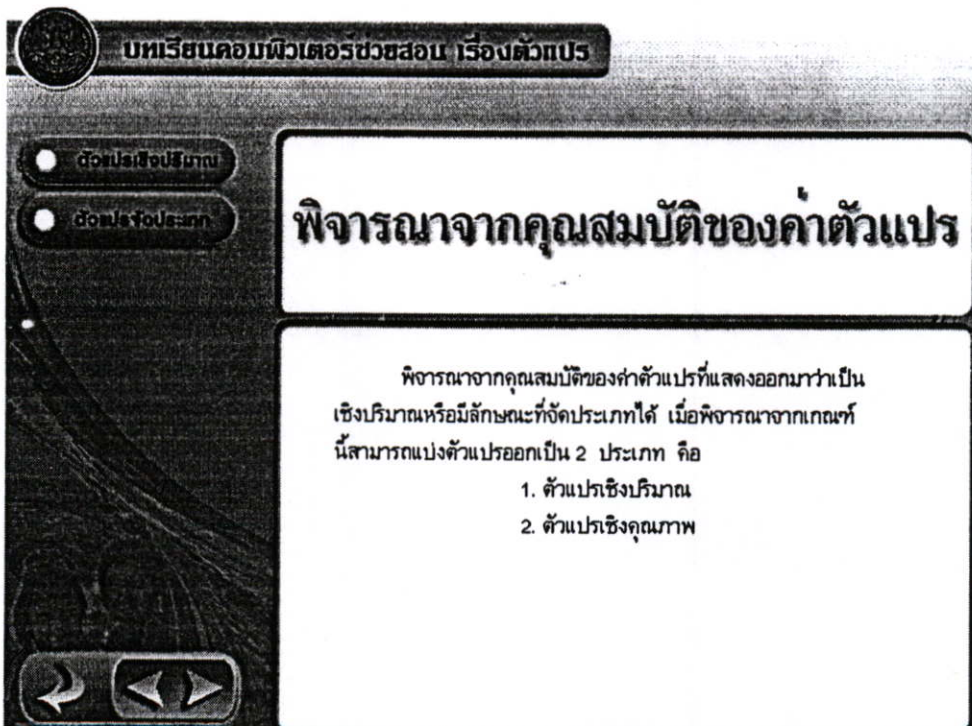 บทเรียนคอมพิวเตอร์ช่วยสอน เรื่องตัวแปร
ตัวแปรเชิงปริมาณ
ตัวแปรจัดประเภท
พิจารณาจากคุณสมบัติของค่าตัวแปร
พิจารณาจากคุณสมบัติของค่าตัวแปรที่แสดงออกมาว่าเป็น
เชิงปริมาณหรือมีลักษณะที่จัดประเภทได้ เมื่อพิจารณาจากเกณฑ์
นี้สามารถแบ่งตัวแปรออกเป็น 2 ประเภท คือ
1. ตัวแปรเชิงปริมาณ
2. ตัวแปรเชิงคุณภาพ